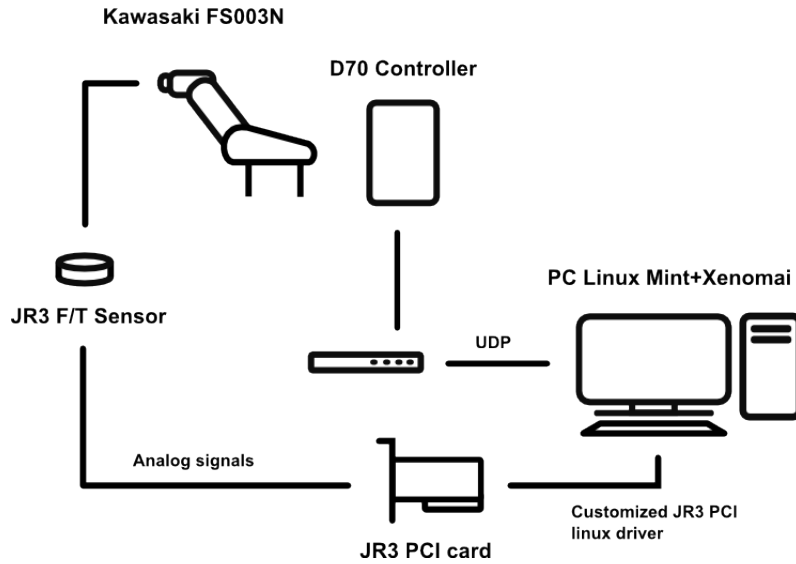 Kawasaki FS003N
D70 Controller
JR3 F/T Sensor
PC Linux Mint+Xenomai
UDP
Analog signals
Customized JR3 PCI
linux driver
JR3 PCI card